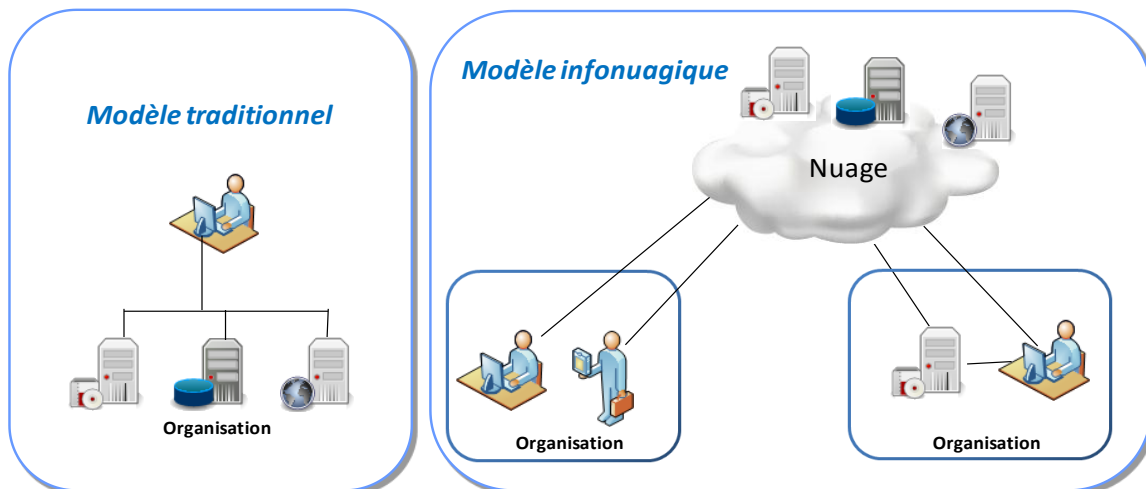 Modèle traditionnel
Organisation
Modèle infonuagique
Nuage
Organisation
Organisation